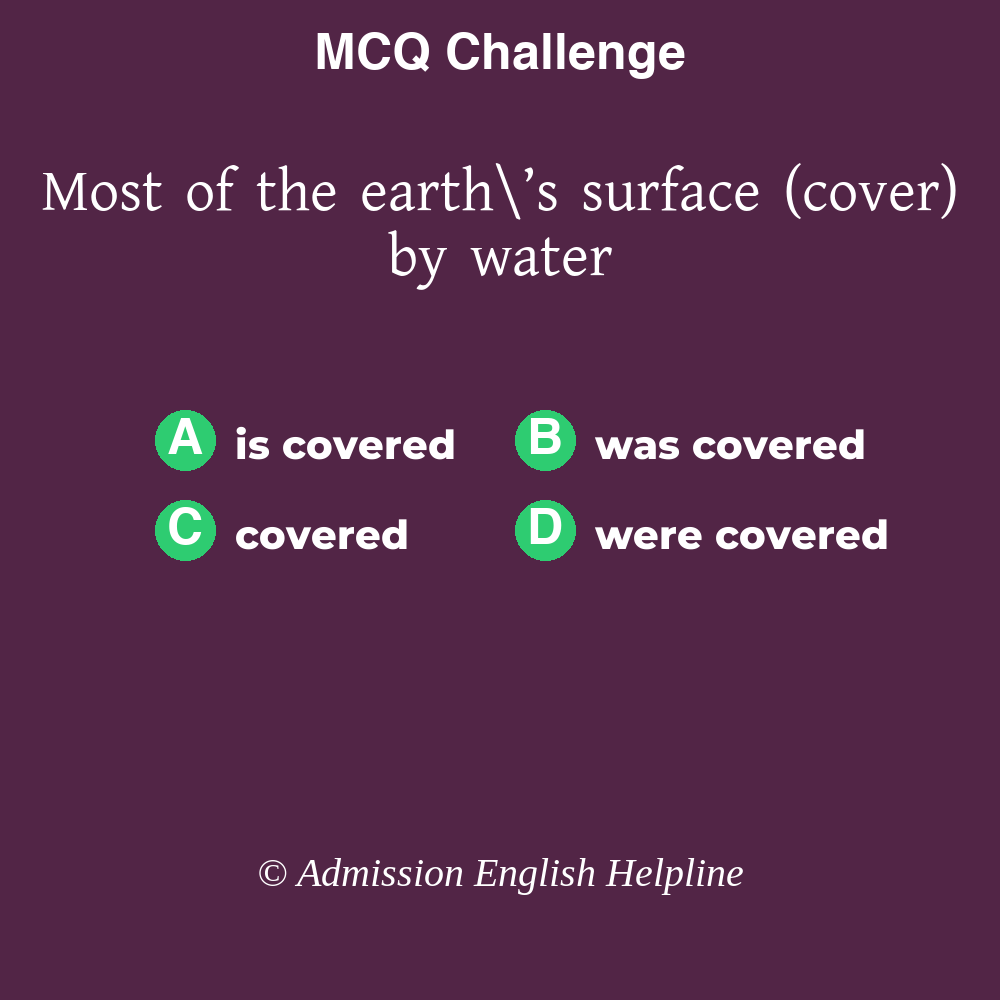 MCQ Challenge
Most of the earth\’s surface (cover)
by water
A is covered B was covered
C covered D were covered
© Admission English Helpline